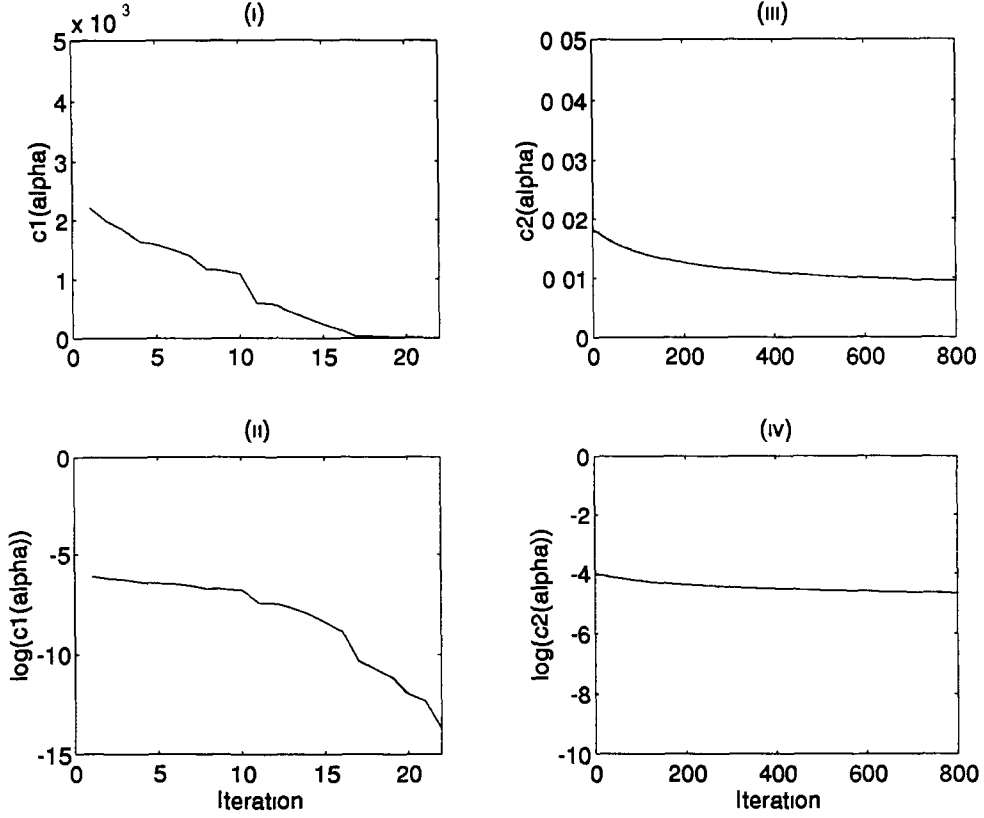 (I)
x 10 3
5
4
3
2
1
0
c1(alpha)
0 5 10 15 20
(III)
0 05
0 04
0 03
0 02
0 01
0
c2(alpha)
0 200 400 600 800
(II)
0
-5
-10
-15
log(c1(alpha))
0 5 10 15 20
Iteration
(IV)
0
-2
-4
-6
-8
-10
log(c2(alpha))
0 200 400 600 800
Iteration